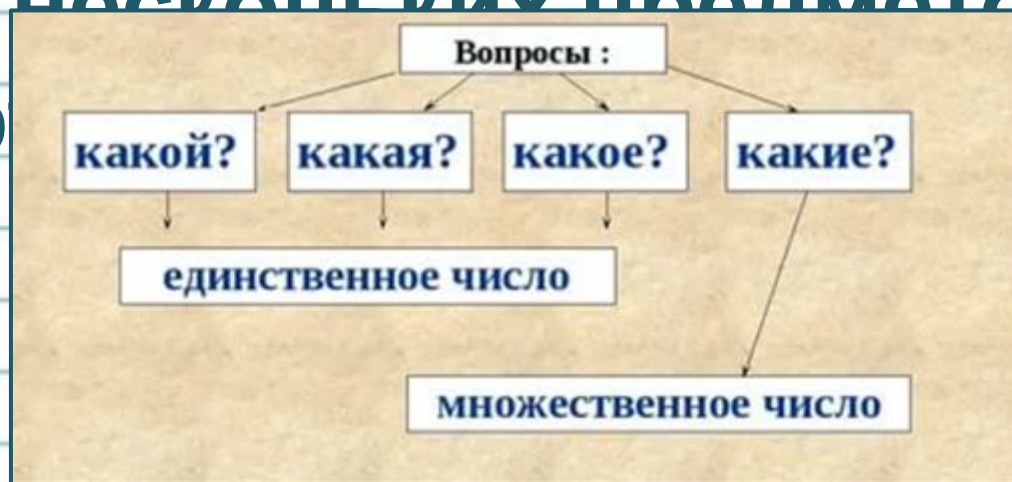 Вопросы :
какой? какая? какое? какие?
единственное число
множественное число